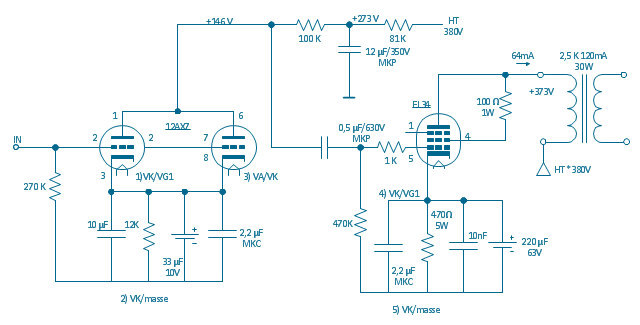 +146 V
+273 V
HT
380V
100 K
81K
12 µF/350V
MKP
64mA
2,5 K 120mA
30W
+373V
1
6
12AX7
EL34
100 Ω
1W
0,5 µF/630V
MKP
IN
2
2
7
8
1
4
5
1 K
3
1)VK/VG1
3) VA/VK
HT * 380V
270 K
4) VK/VG1
10 µF
12K
2,2 µF
MKC
470K
470Ω
5W
10nF
220 µF
63V
33 µF
10V
2,2 µF
MKC
2) VK/masse
5) VK/masse